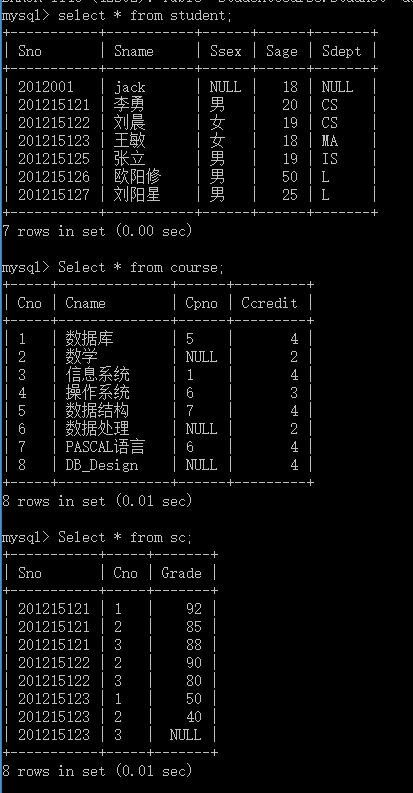 mysql> select * from student;
+-----------+--------+------+------+-------+
| Sno | Sname | Ssex | Sage | Sdept |
+-----------+--------+------+------+-------+
| 2012001 | jack | NULL | 18 | NULL |
| 201215121 | 李勇 | 男 | 20 | CS |
| 201215122 | 刘晨 | 女 | 19 | CS |
| 201215123 | 王敏 | 女 | 18 | MA |
| 201215125 | 张立 | 男 | 19 | IS |
| 201215126 | 欧阳修 | 男 | 50 | L |
| 201215127 | 刘阳星 | 男 | 25 | L |
+-----------+--------+------+------+-------+
7 rows in set (0.00 sec)
mysql> Select * from course;
+-----+------------+------+---------+
| Cno | Cname | Cpno | Ccredit |
+-----+------------+------+---------+
| 1 | 数据库 | 5 | 4 |
| 2 | 数学 | NULL | 2 |
| 3 | 信息系统 | 1 | 4 |
| 4 | 操作系统 | 6 | 3 |
| 5 | 数据结构 | 7 | 4 |
| 6 | 数据处理 | NULL | 2 |
| 7 | PASCAL语言 | 6 | 4 |
| 8 | DB_Design | NULL | 4 |
+-----+------------+------+---------+
8 rows in set (0.01 sec)
mysql> Select * from sc;
+-----------+-----+-------+
| Sno | Cno | Grade |
+-----------+-----+-------+
| 201215121 | 1 | 92 |
| 201215121 | 2 | 85 |
| 201215121 | 3 | 88 |
| 201215122 | 2 | 90 |
| 201215122 | 3 | 80 |
| 201215123 | 1 | 50 |
| 201215123 | 2 | 40 |
| 201215123 | 3 | NULL |
+-----------+-----+-------+
8 rows in set (0.01 sec)